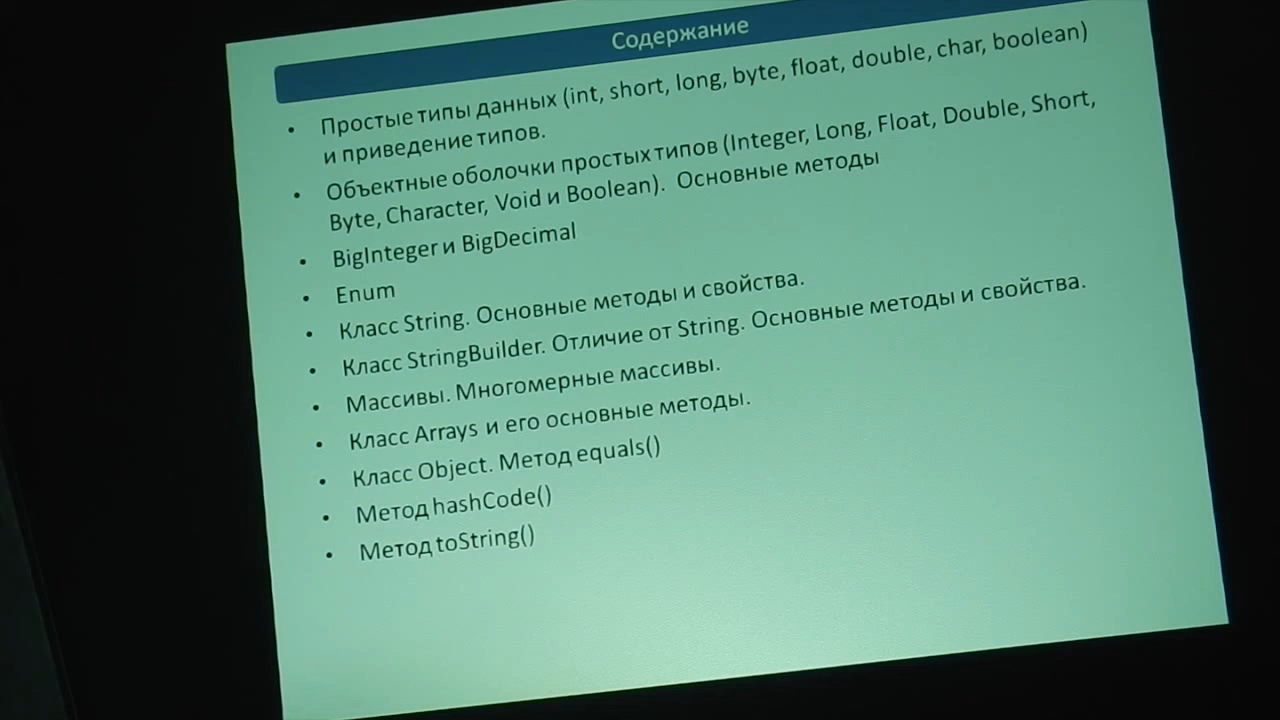 Содержание
• Простые типы данных (int, short, long, byte, float, double, char, boolean)
и приведение типов.
• Объектные оболочки простых типов (Integer, Long, Float, Double, Short,
Byte, Character, Void и Boolean). Основные методы
• BigInteger и BigDecimal
• Enum
• Класс String. Основные методы и свойства.
• Класс StringBuilder. Отличие от String. Основные методы и свойства.
• Массивы. Многомерные массивы.
• Класс Arrays и его основные методы.
• Класс Object. Метод equals()
• Метод hashCode()
• Метод toString()